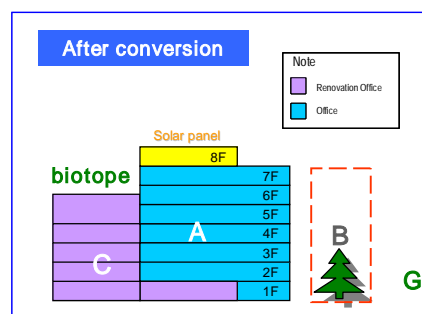 After conversion
Note
Renovation Office
Office
Solar panel
8F
biotope
7F
6F
5F
A
4F
B
3F
C
2F
1F
G